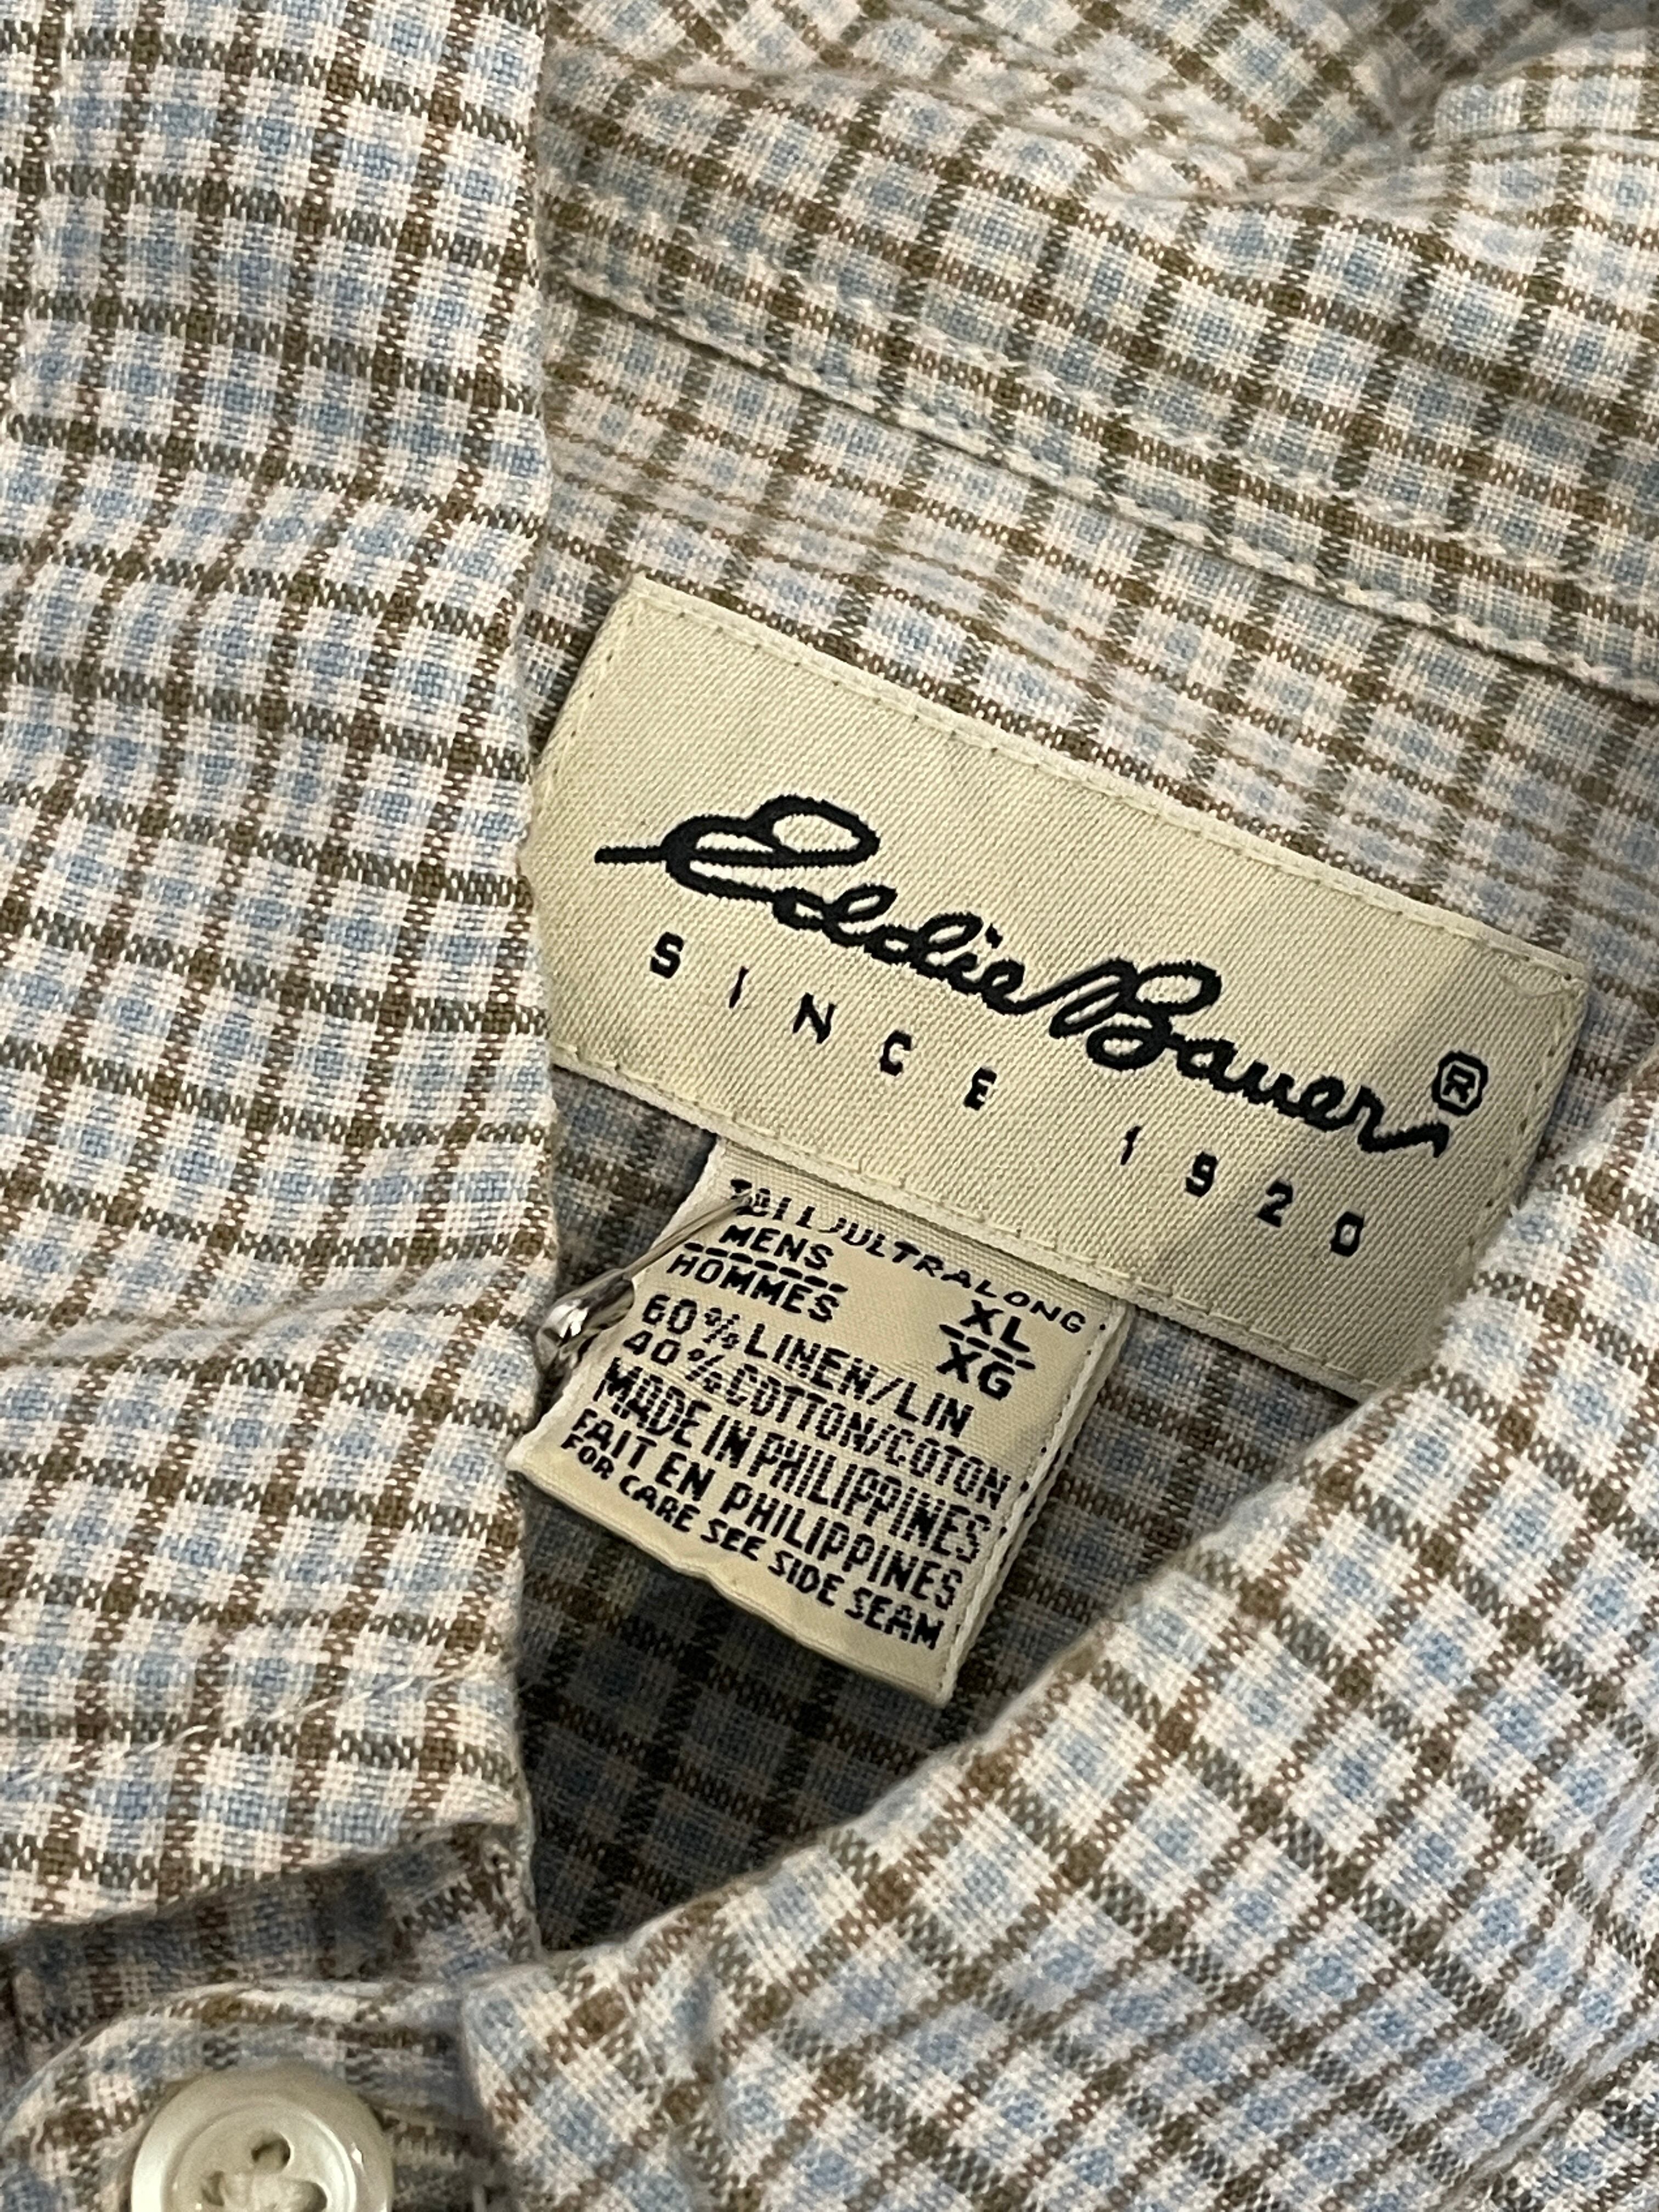 Eddie Bauer®
SINCE 1920
TALL/ULTRALONG
MENS XL
HOMMES XG
60% LINEN/LIN
40% COTTON/COTON
MADE IN PHILIPPINES
FAIT EN PHILIPPINES
FOR CARE SEE SIDE SEAM